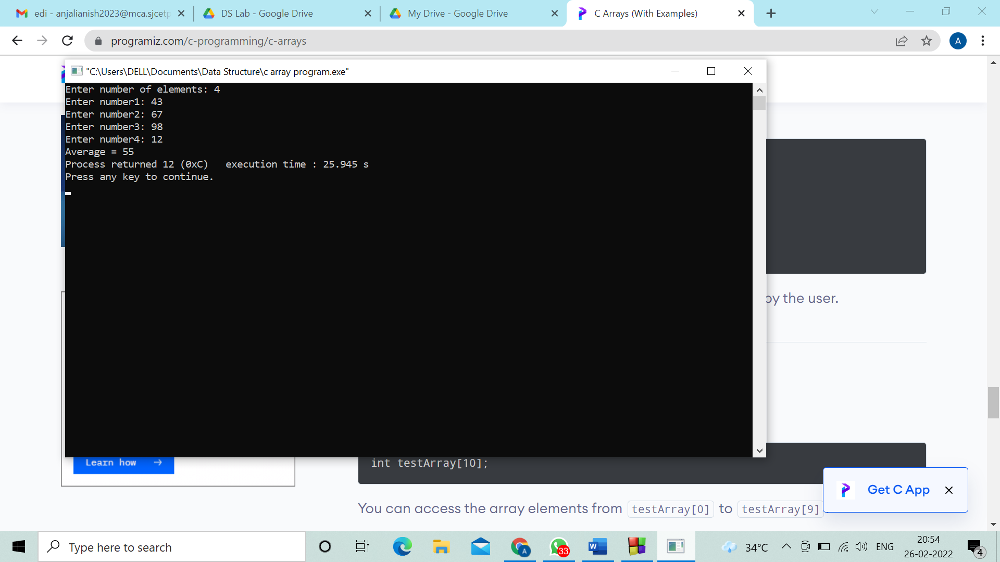 edi - anjalianish2023@mca.sjcetp
DS Lab - Google Drive
My Drive - Google Drive
C Arrays (With Examples)
programiz.com/c-programming/c-arrays
A
"C:\Users\DELL\Documents\Data Structure\c array program.exe"
Enter number of elements: 4
Enter number1: 43
Enter number2: 67
Enter number3: 98
Enter number4: 12
Average = 55
Process returned 12 (0xC)   execution time : 25.945 s
Press any key to continue.
by the user.
Learn how
int testArray[10];
Get C App
You can access the array elements from testArray[0] to testArray[9]
Type here to search
A
33
W
34°C
ENG
20:54
26-02-2022
4